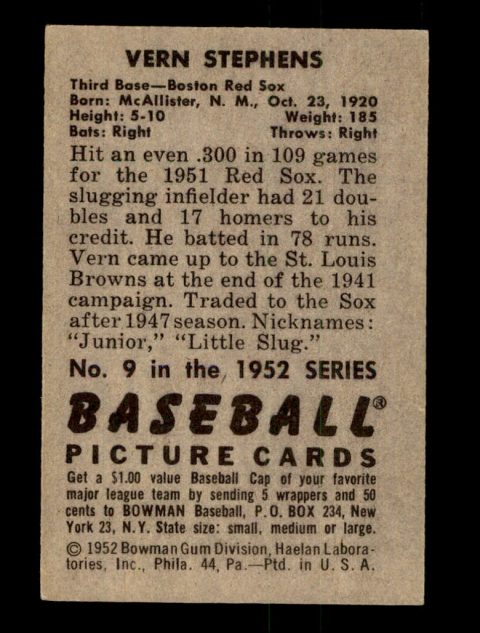 VERN STEPHENS
Third Base—Boston Red Sox
Born: McAllister, N. M., Oct. 23, 1920
Height: 5-10 Weight: 185
Bats: Right Throws: Right
Hit an even .300 in 109 games
for the 1951 Red Sox. The
slugging infielder had 21 dou-
bles and 17 homers to his
credit. He batted in 78 runs.
Vern came up to the St. Louis
Browns at the end of the 1941
campaign. Traded to the Sox
after 1947 season. Nicknames:
"Junior," "Little Slug."
No. 9 in the 1952 SERIES
BASEBALL®
PICTURE CARDS
Get a $1.00 value Baseball Cap of your favorite
major league team by sending 5 wrappers and 50
cents to BOWMAN Baseball, P.O. BOX 234, New
York 23, N.Y. State size: small, medium or large.
© 1952 Bowman Gum Division, Haelan Labora-
tories, Inc., Phila. 44, Pa.—Ptd. in U. S. A.